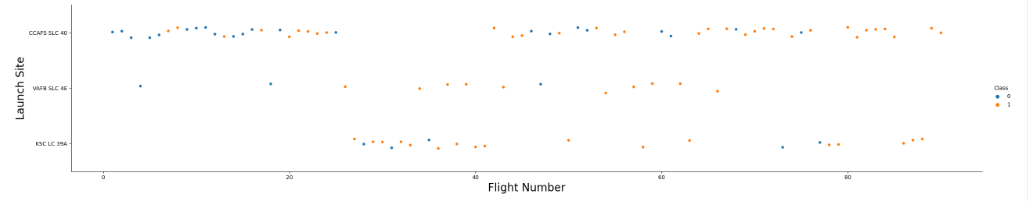 Launch Site
CCAFS SLC 40
VAFB SLC 4E
KSC LC 39A
0 20 40 60 80
Flight Number
Class
0
1